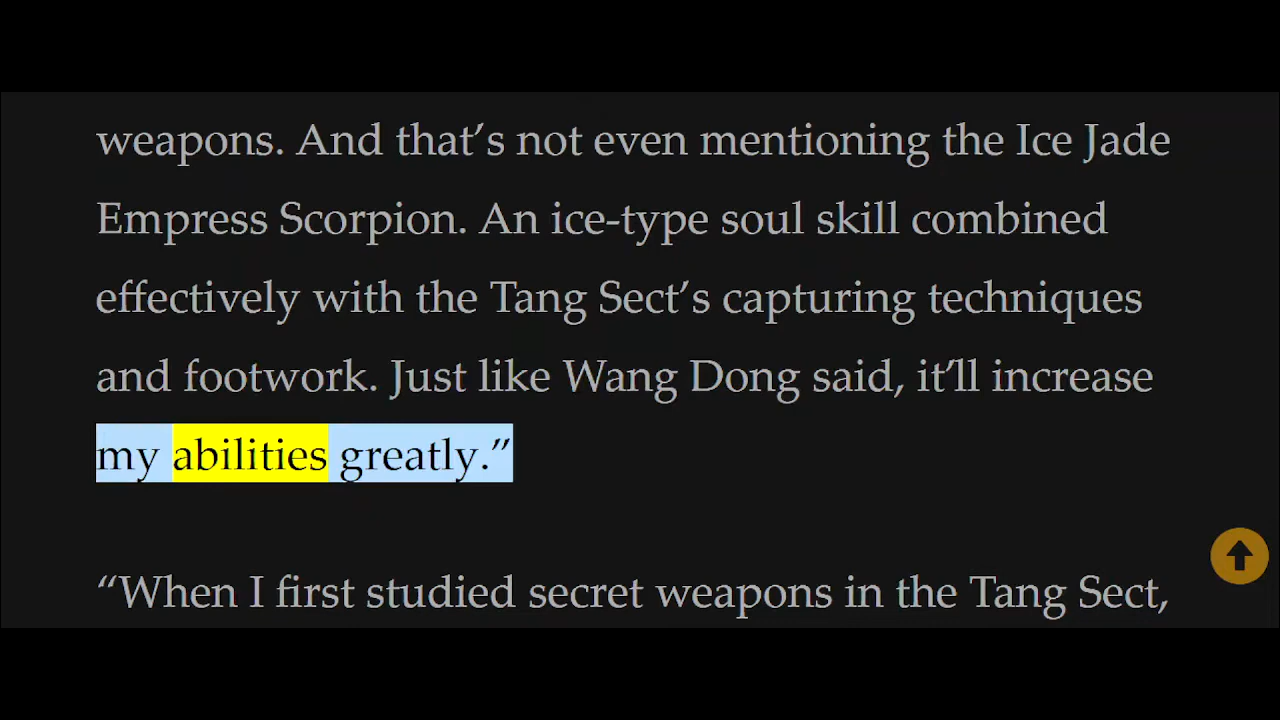 weapons. And that’s not even mentioning the Ice Jade
Empress Scorpion. An ice-type soul skill combined
effectively with the Tang Sect’s capturing techniques
and footwork. Just like Wang Dong said, it’ll increase
my abilities greatly.”
“When I first studied secret weapons in the Tang Sect,